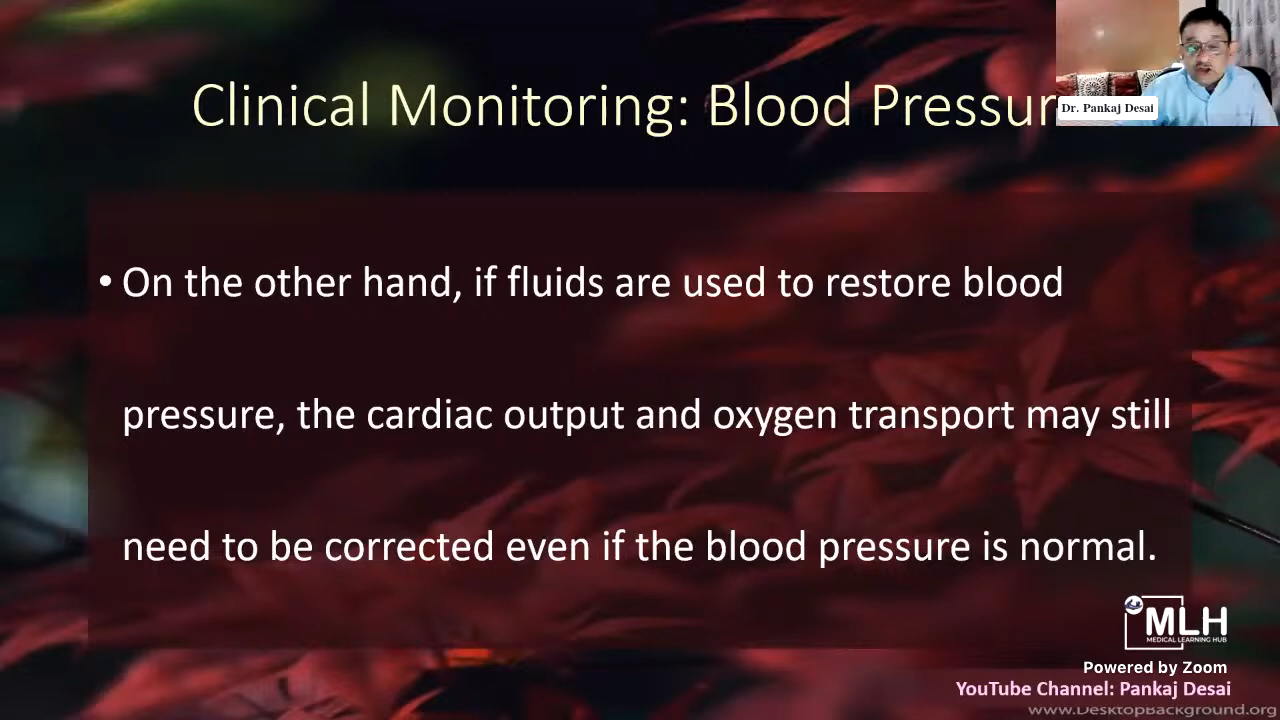 Clinical Monitoring: Blood Pressur
Dr. Pankaj Desai
• On the other hand, if fluids are used to restore blood
pressure, the cardiac output and oxygen transport may still
need to be corrected even if the blood pressure is normal.
MLH
MEDICAL LEARNING HUB
Powered by Zoom
YouTube Channel: Pankaj Desai
www.DesktopBackground.org